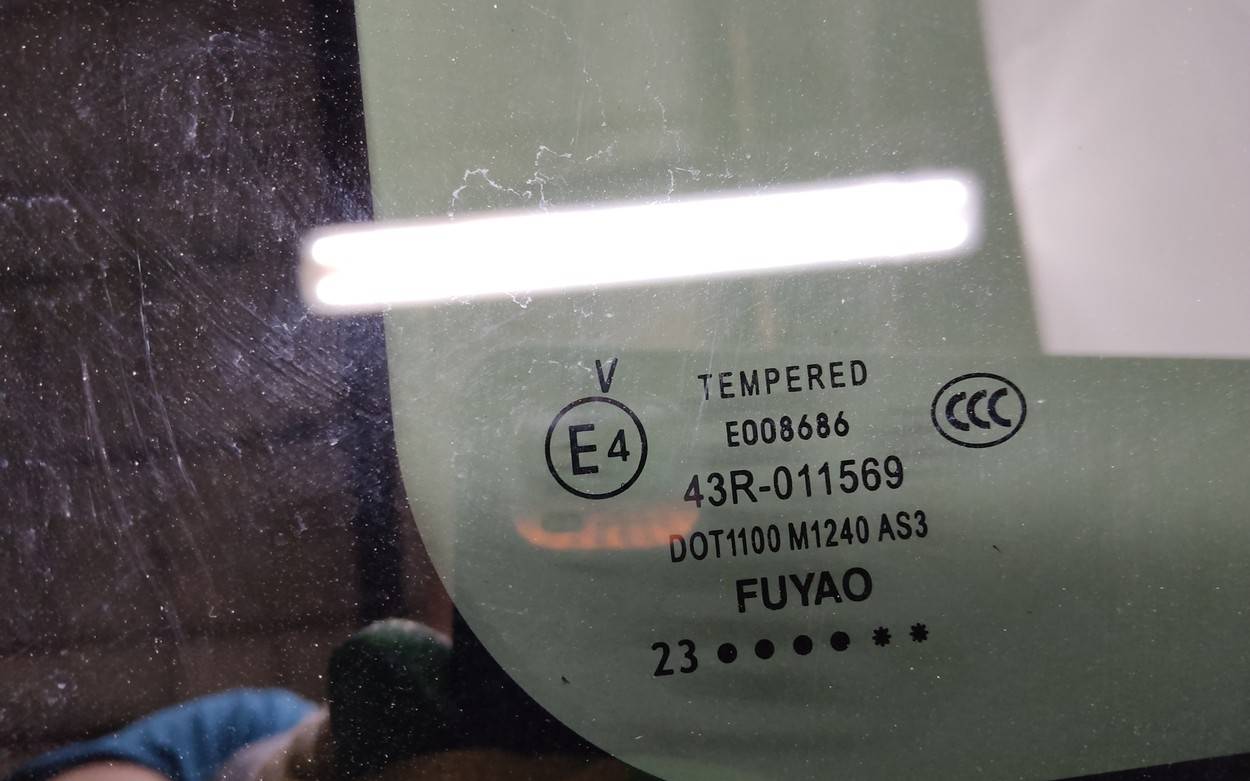 V
E4
TEMPERED
E008686
43R-011569
DOT1100 M1240 AS3
FUYAO
23 ● ● ● ● * *
CCC